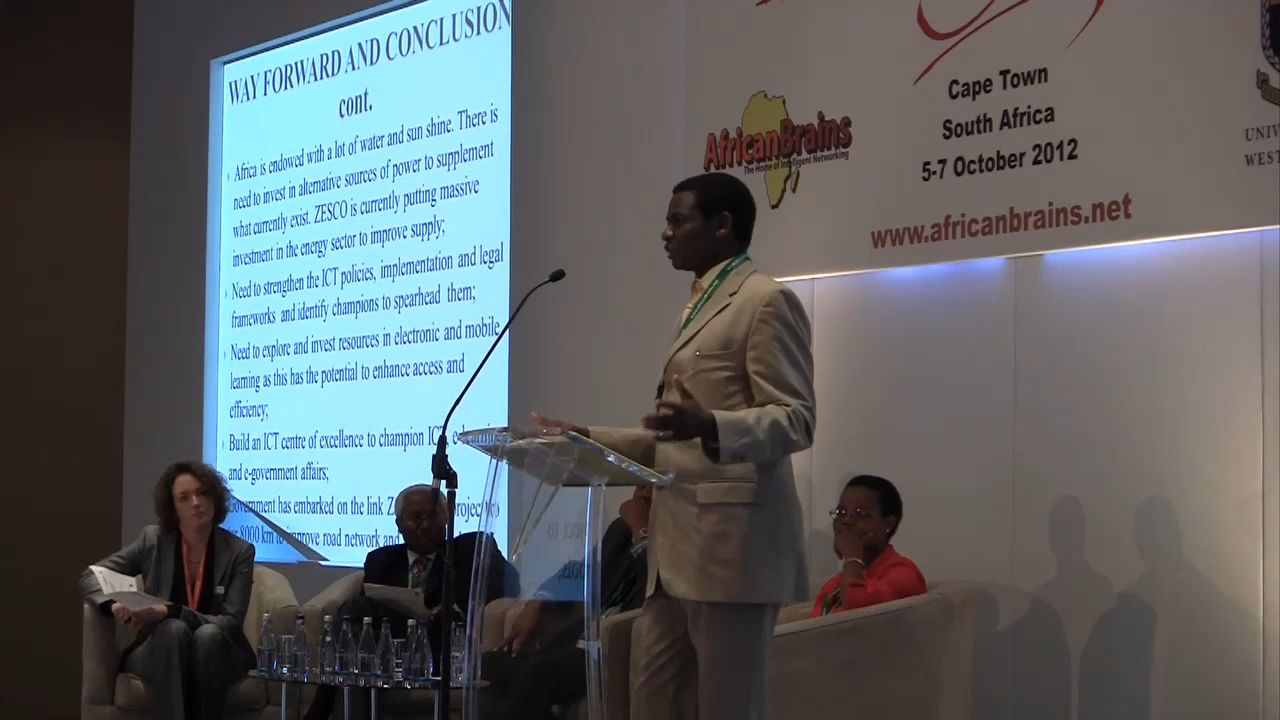 WAY FORWARD AND CONCLUSION
cont.
Africa is endowed with a lot of water and sun shine. There is
need to invest in alternative sources of power to supplement
what currently exist. ZESCO is currently putting massive
investment in the energy sector to improve supply;
Need to strengthen the ICT policies, implementation and legal
frameworks and identify champions to spearhead them;
Need to explore and invest resources in electronic and mobile
learning as this has the potential to enhance access and
efficiency;
Build an ICT centre of excellence to champion ICT, e-learning
and e-government affairs;
Government has embarked on the link
8000 km to improve road network and
AfricanBrains
The Home of Intelligent Networking
Cape Town
South Africa
5-7 October 2012
www.africanbrains.net
UNIV
WEST